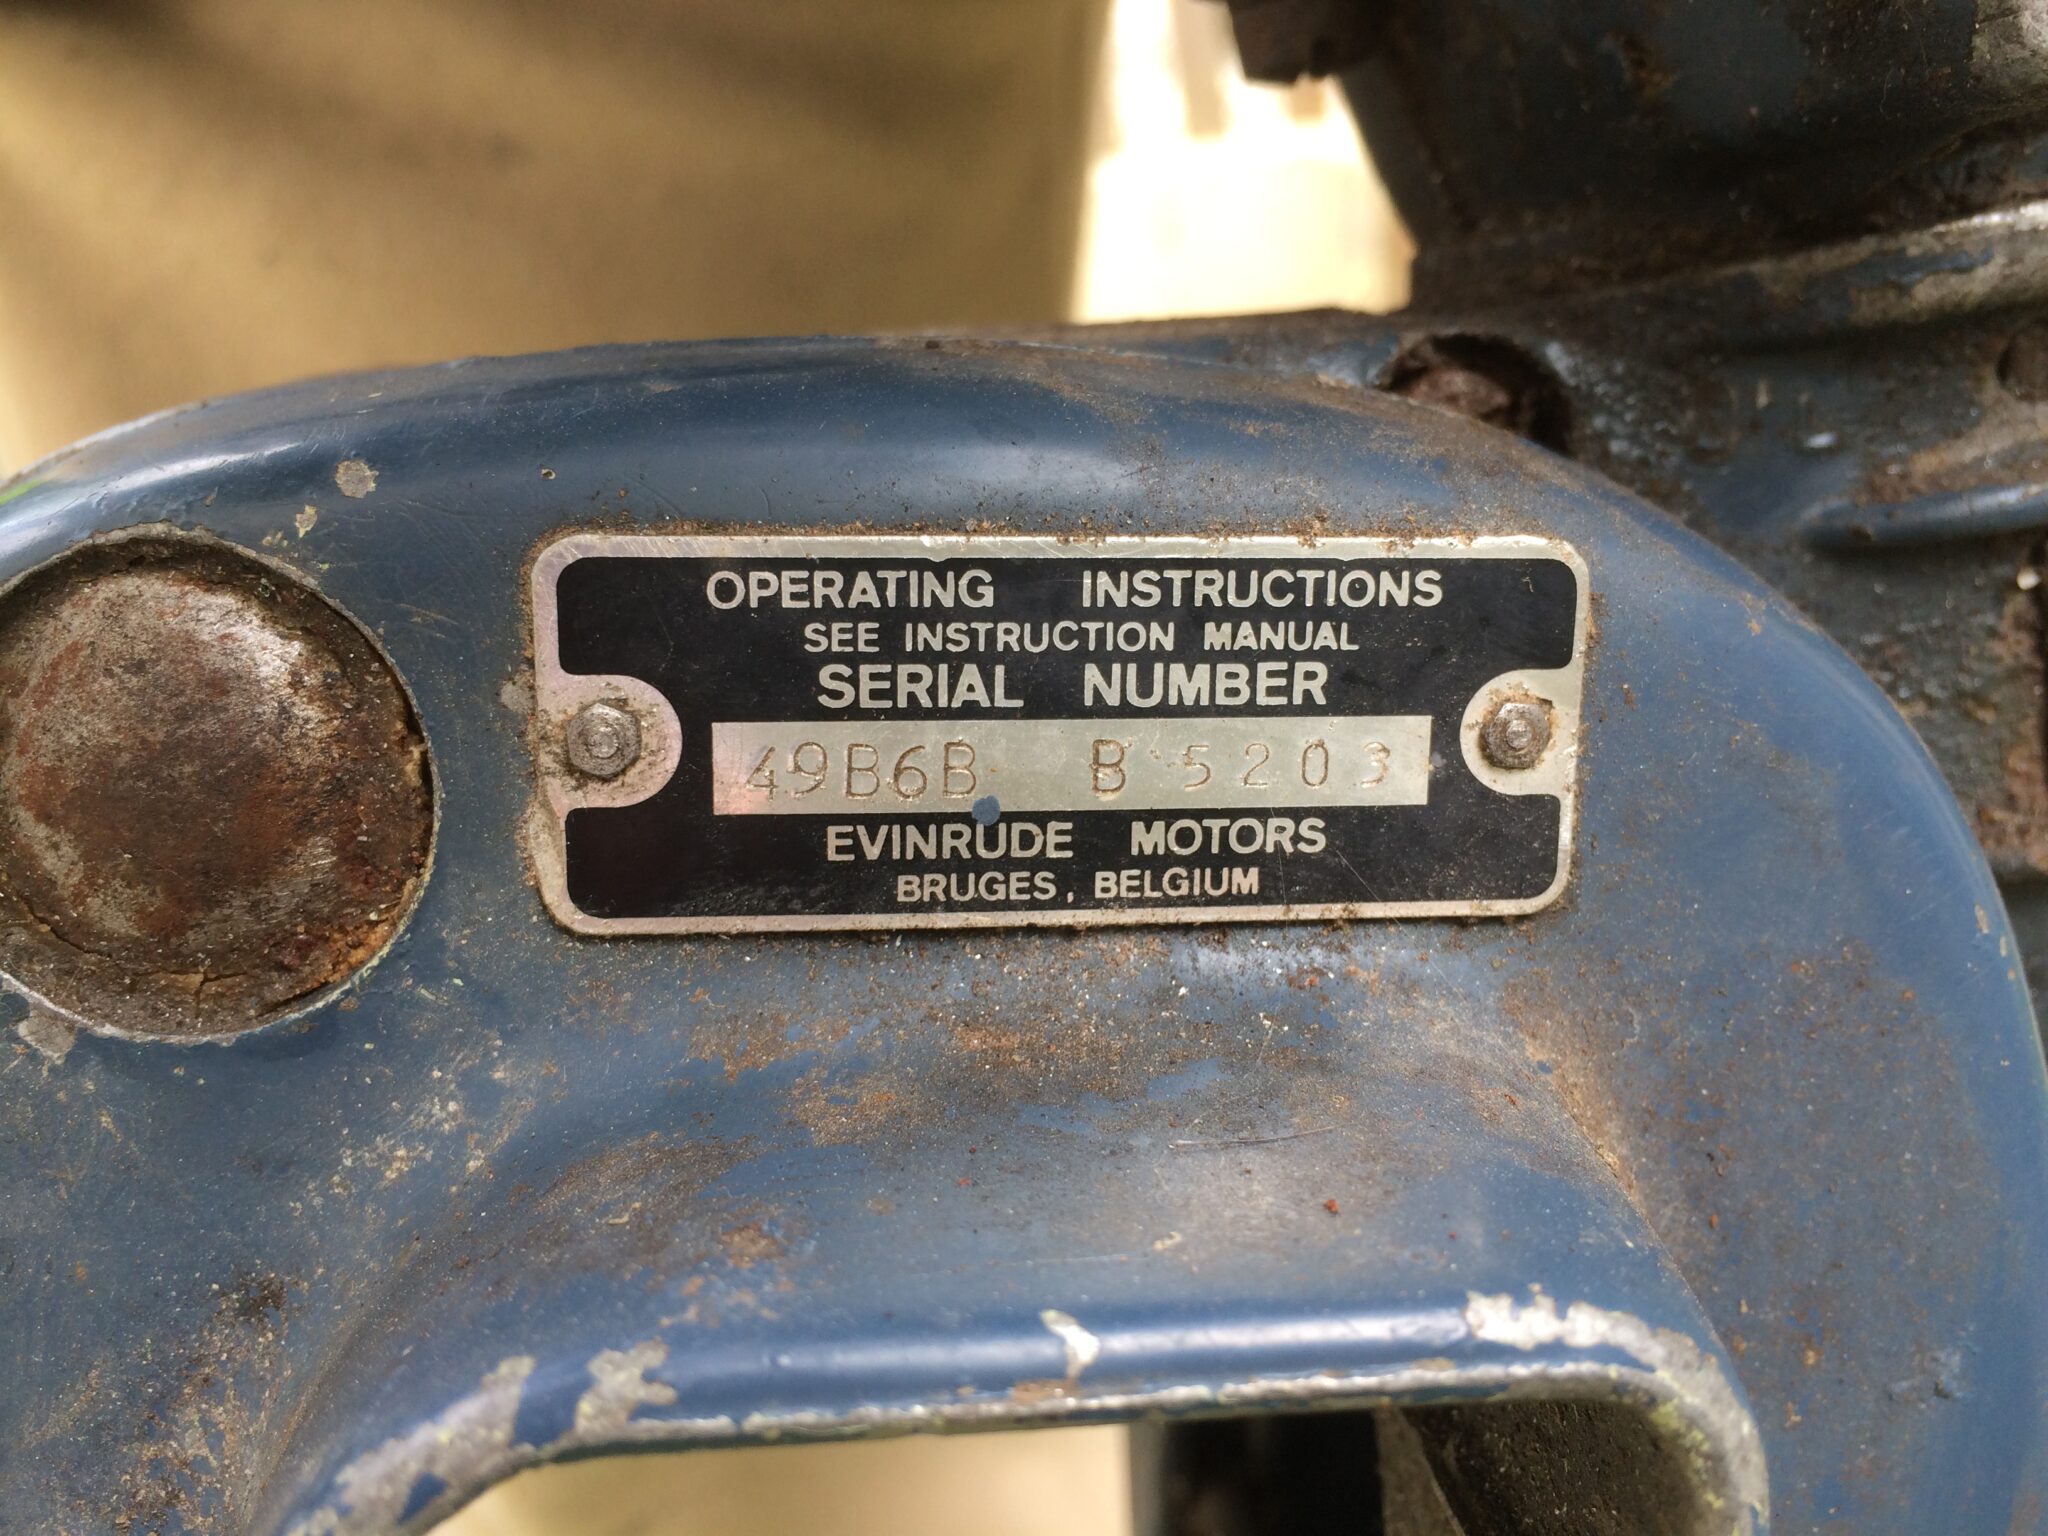 OPERATING INSTRUCTIONS
SEE INSTRUCTION MANUAL
SERIAL NUMBER
49B6B B 5203
EVINRUDE MOTORS
BRUGES, BELGIUM